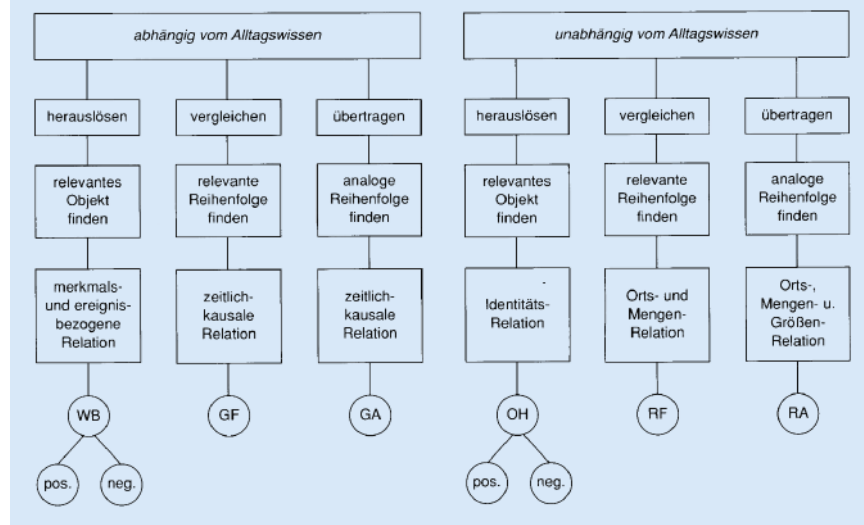 abhängig vom Alltagswissen
unabhängig vom Alltagswissen
herauslösen
vergleichen
übertragen
herauslösen
vergleichen
übertragen
relevantes
Objekt
finden
relevante
Reihenfolge
finden
analoge
Reihenfolge
finden
relevantes
Objekt
finden
relevante
Reihenfolge
finden
analoge
Reihenfolge
finden
merkmals-
und ereignis-
bezogene
Relation
zeitlich-
kausale
Relation
zeitlich-
kausale
Relation
Identitäts-
Relation
Orts- und
Mengen-
Relation
Orts-,
Mengen- u.
Größen-
Relation
WB
GF
GA
OH
RF
RA
pos.
neg.
pos.
neg.